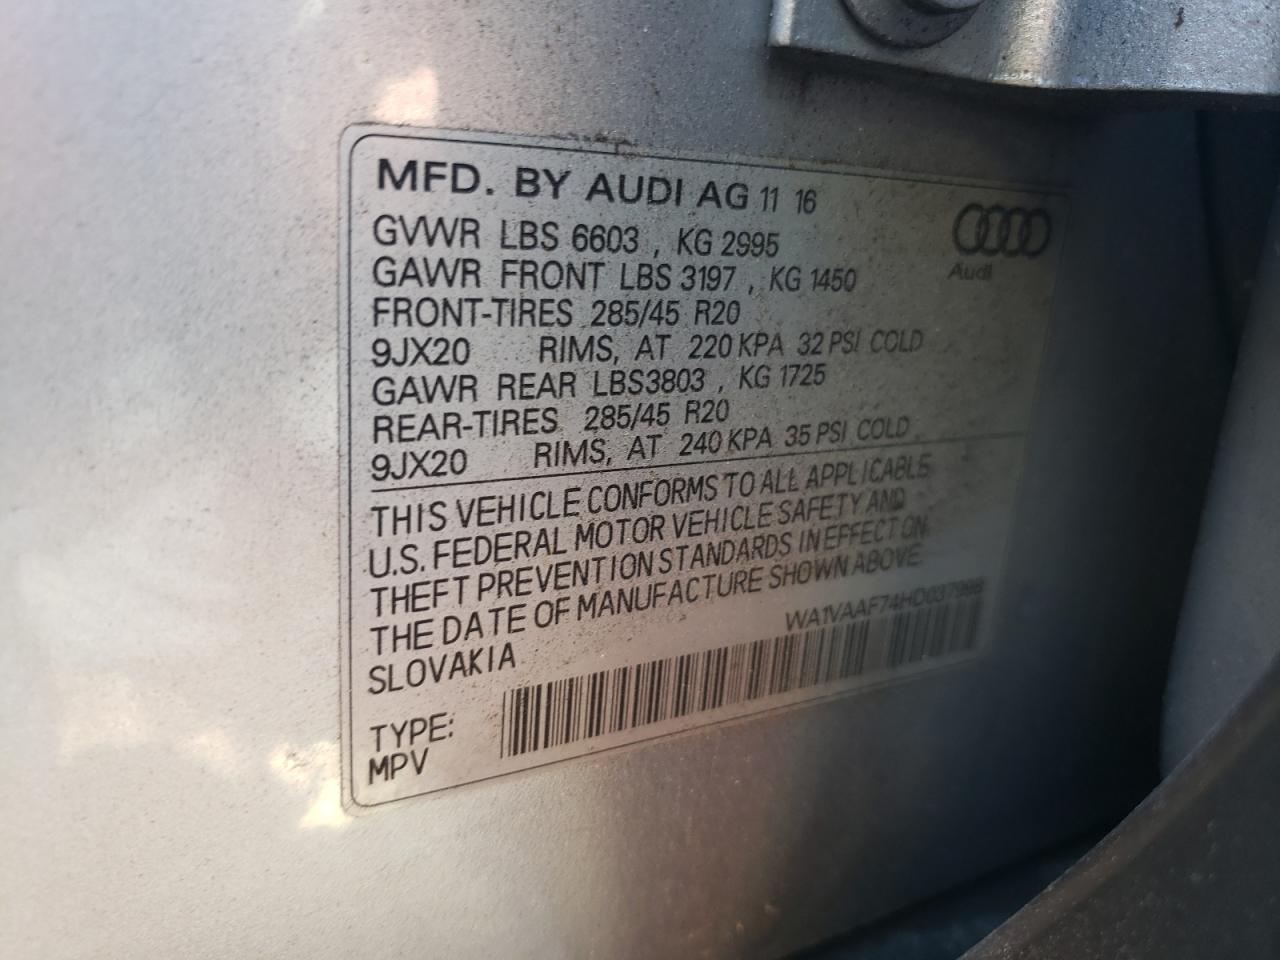 MFD. BY AUDI AG 11 16
GVWR LBS 6603 , KG 2995
GAWR FRONT LBS 3197 , KG 1450
FRONT-TIRES 285/45 R20
9JX20 RIMS, AT 220 KPA 32 PSI COLD
GAWR REAR LBS3803 , KG 1725
REAR-TIRES 285/45 R20
9JX20 RIMS, AT 240 KPA 35 PSI COLD
Audi
THIS VEHICLE CONFORMS TO ALL APPLICABLE
U.S. FEDERAL MOTOR VEHICLE SAFETY AND
THEFT PREVENTION STANDARDS IN EFFECT ON
THE DATE OF MANUFACTURE SHOWN ABOVE.
SLOVAKIA
TYPE:
MPV